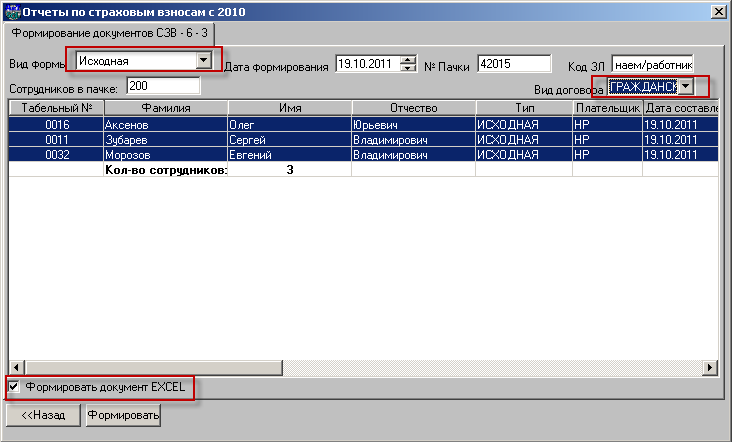 Отчеты по страховым взносам с 2010
Формирование документов СЗВ - 6 - 3
Вид формы Исходная Дата формирования 19.10.2011 № Пачки 42015 Код ЗЛ наем/работник
Сотрудников в пачке: 200 Вид договора ГРАЖДАНСК
Табельный № Фамилия Имя Отчество Тип Плательщик Дата составле
0016 Аксенов Олег Юрьевич ИСХОДНАЯ НР 19.10.2011
0011 Зубарев Сергей Владимирович ИСХОДНАЯ НР 19.10.2011
0032 Морозов Евгений Владимирович ИСХОДНАЯ НР 19.10.2011
Кол-во сотрудников: 3
Формировать документ EXCEL
<<Назад Формировать